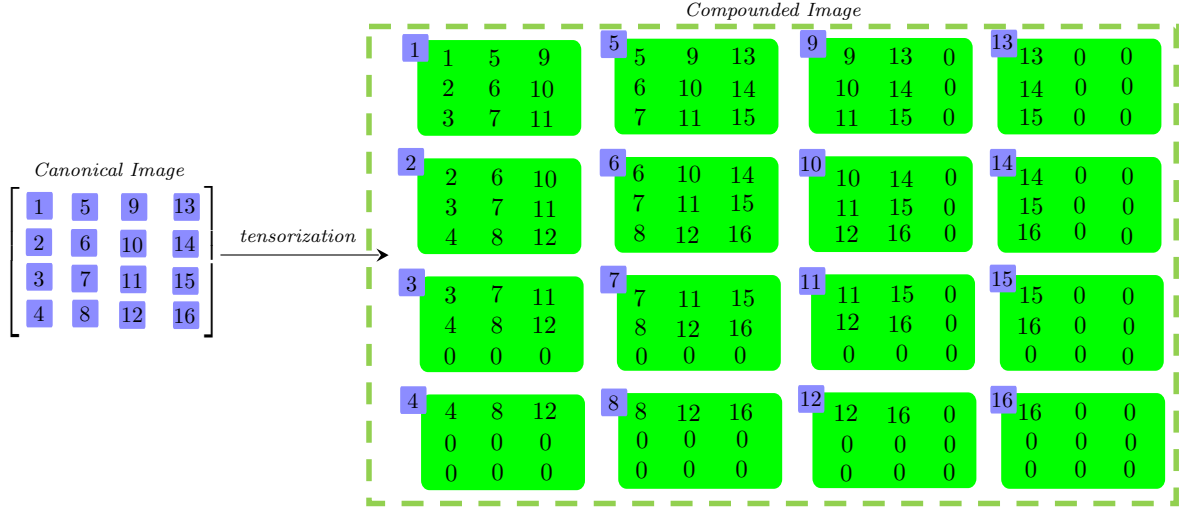 Compounded Image
1 5 9 13
1 5 9 5 9 13 9 13 0 13 0 0
2 6 10 6 10 14 10 14 0 14 0 0
3 7 11 7 11 15 11 15 0 15 0 0
Canonical Image
1 5 9 13
2 6 10 14
3 7 11 15
4 8 12 16
tensorization
2 6 10 14
2 6 10 6 10 14 10 14 0 14 0 0
3 7 11 7 11 15 11 15 0 15 0 0
4 8 12 8 12 16 12 16 0 16 0 0
3 7 11 15
3 7 11 7 11 15 11 15 0 15 0 0
4 8 12 8 12 16 12 16 0 16 0 0
0 0 0 0 0 0 0 0 0 0 0 0
4 8 12 16
4 8 12 8 12 16 12 16 0 16 0 0
0 0 0 0 0 0 0 0 0 0 0 0
0 0 0 0 0 0 0 0 0 0 0 0